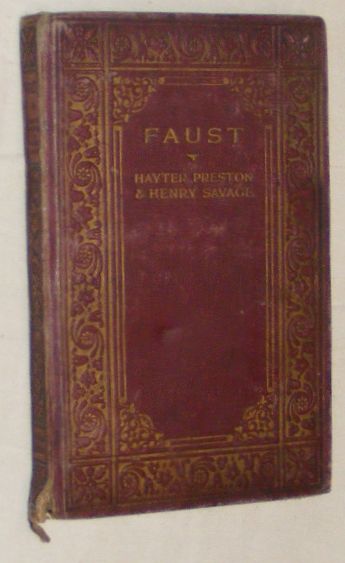 FAUST
HAYTER PRESTON
& HENRY SAVAGE